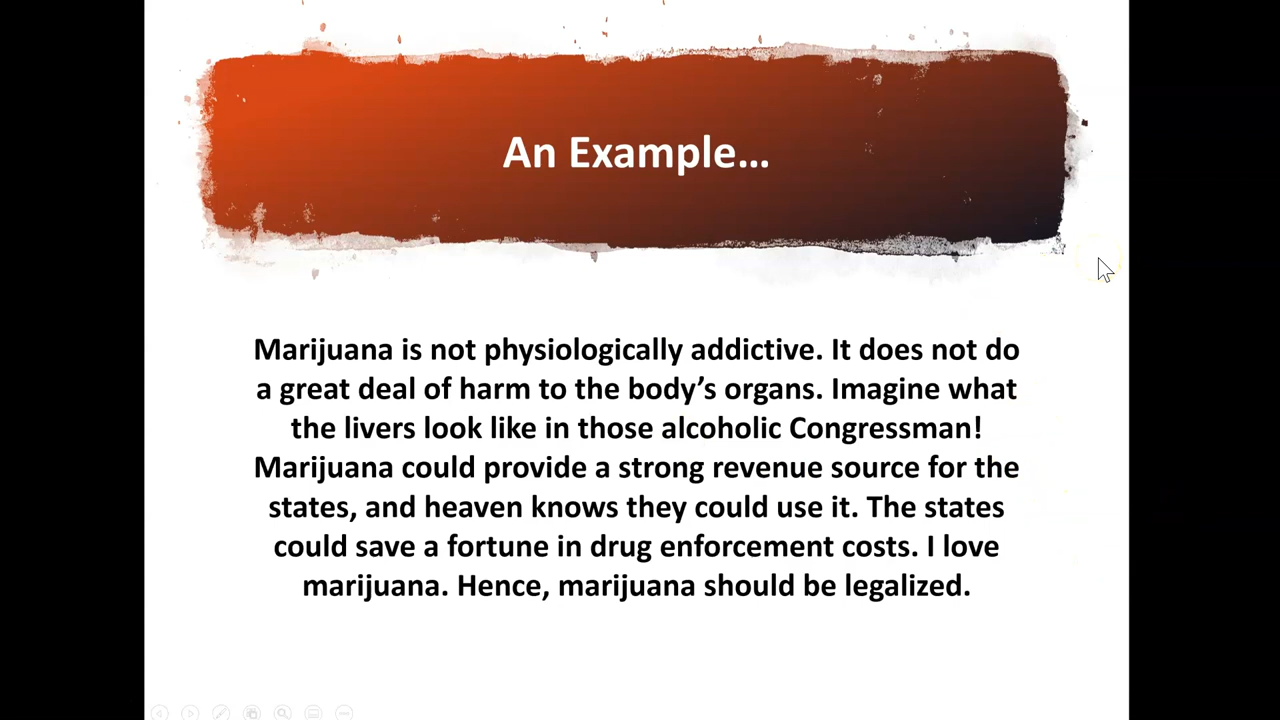 An Example…
Marijuana is not physiologically addictive. It does not do
a great deal of harm to the body’s organs. Imagine what
the livers look like in those alcoholic Congressman!
Marijuana could provide a strong revenue source for the
states, and heaven knows they could use it. The states
could save a fortune in drug enforcement costs. I love
marijuana. Hence, marijuana should be legalized.